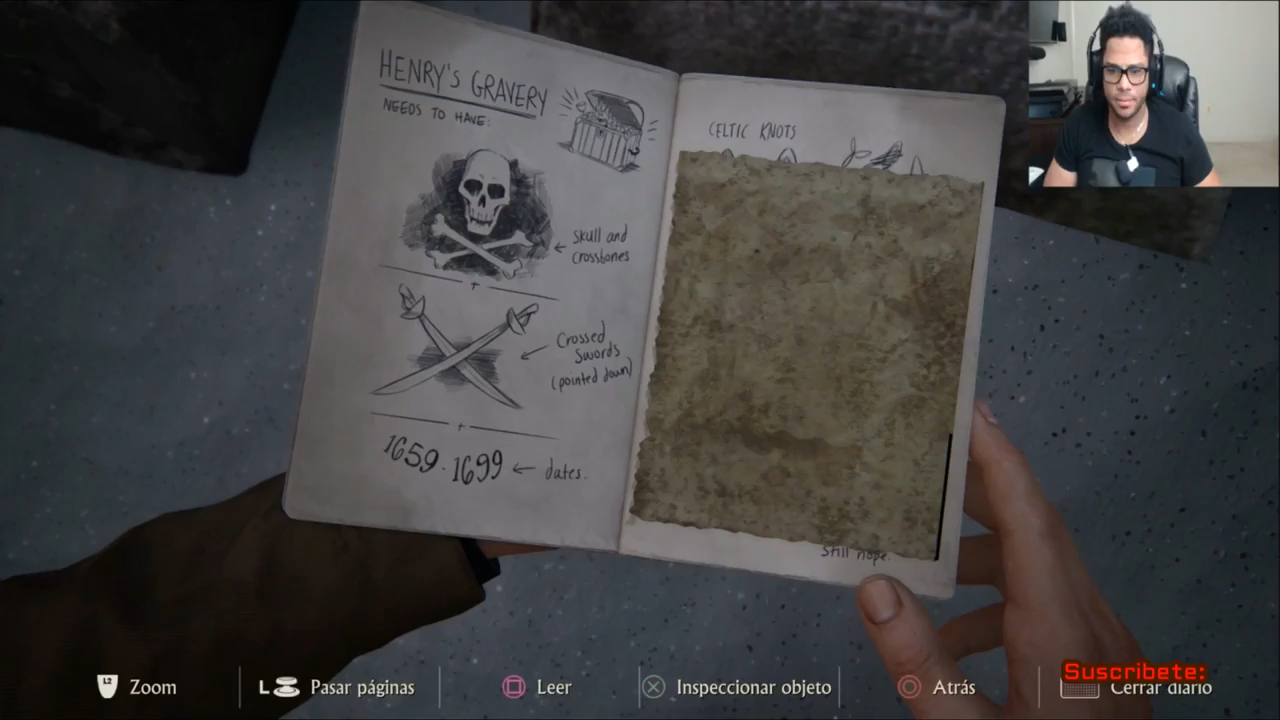 HENRY'S GRAVERY
NEEDS TO HAVE:
skull and
crossbones
+
Crossed
Swords
(pointed down)
+
1659-1699 ← dates.
CELTIC KNOTS
Still nope.
L2 Zoom
L Pasar páginas
Leer
Inspeccionar objeto
Atrás
Cerrar diario
Suscribete: